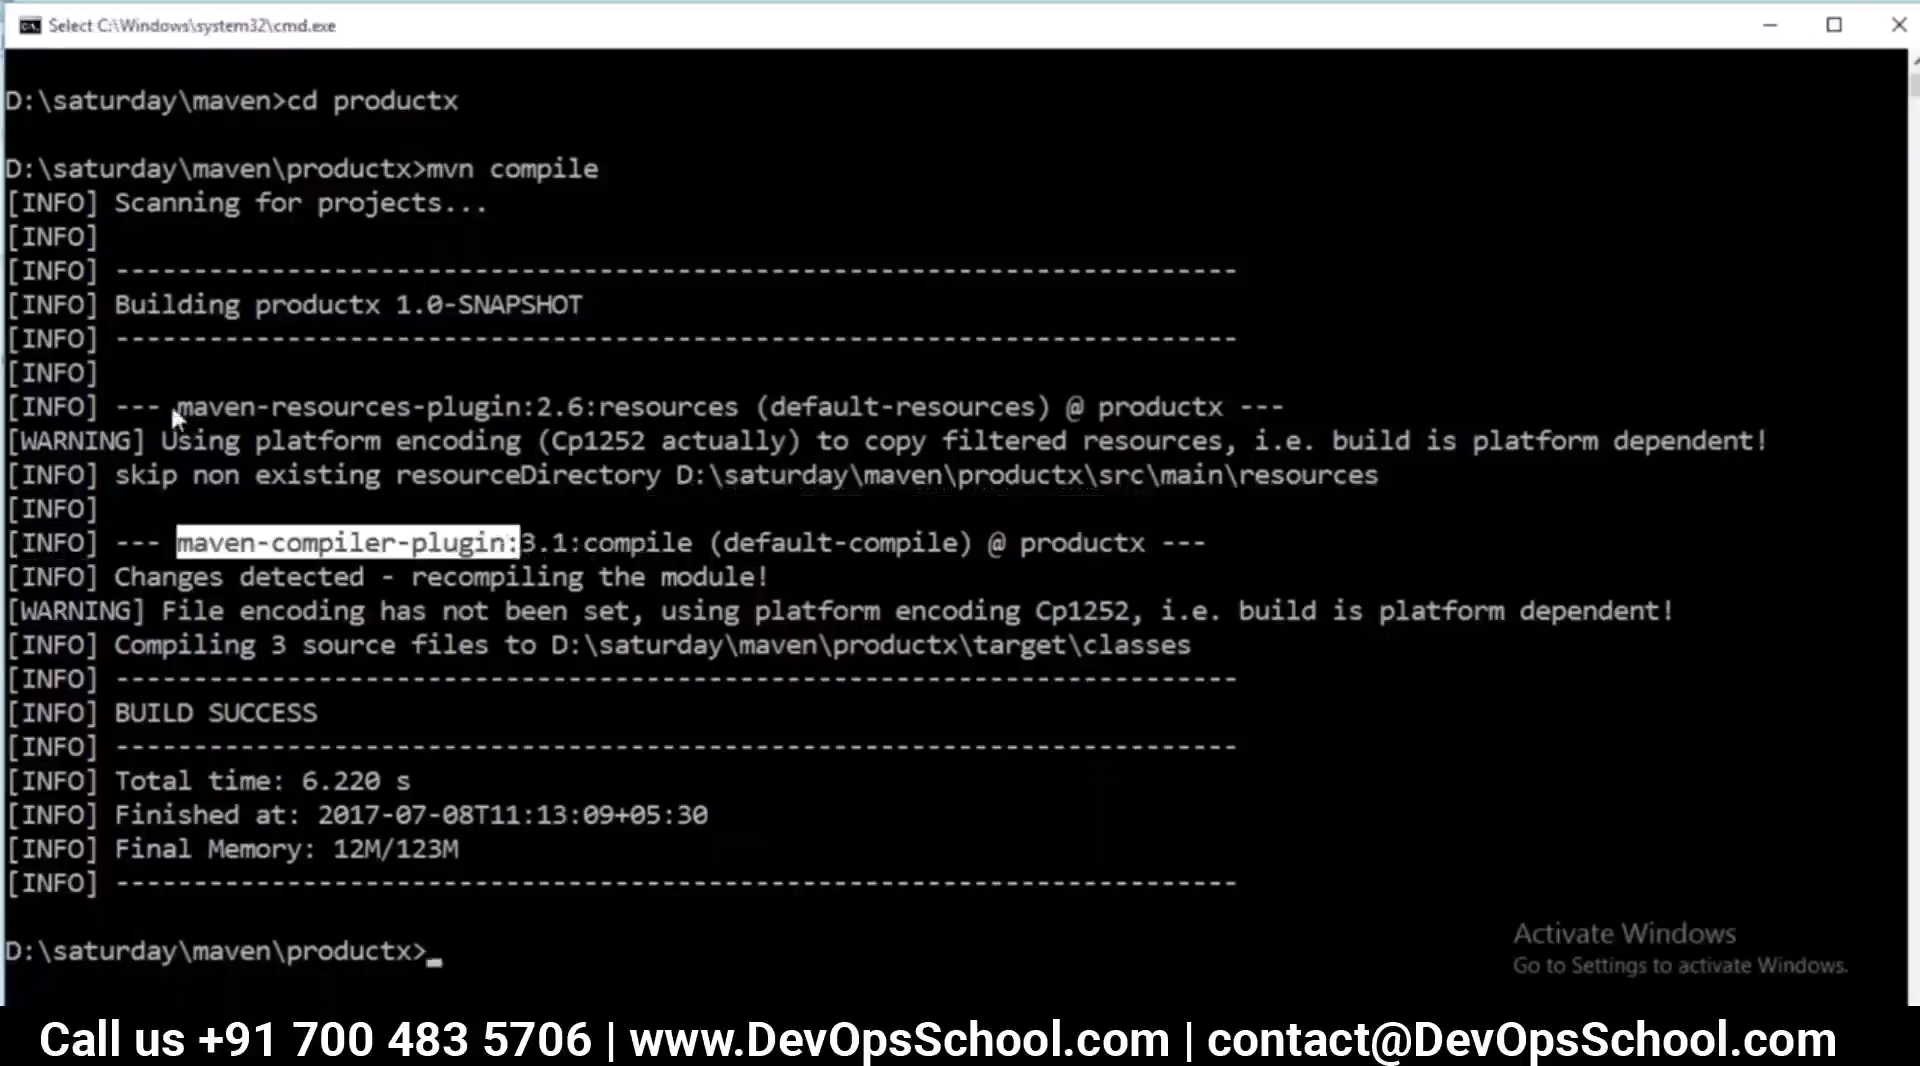 Select C:\Windows\system32\cmd.exe
D:\saturday\maven>cd productx
D:\saturday\maven\productx>mvn compile
[INFO] Scanning for projects...
[INFO]
[INFO] ------------------------------------------------------------------------
[INFO] Building productx 1.0-SNAPSHOT
[INFO] ------------------------------------------------------------------------
[INFO]
[INFO] --- maven-resources-plugin:2.6:resources (default-resources) @ productx ---
[WARNING] Using platform encoding (Cp1252 actually) to copy filtered resources, i.e. build is platform dependent!
[INFO] skip non existing resourceDirectory D:\saturday\maven\productx\src\main\resources
[INFO]
[INFO] --- maven-compiler-plugin:3.1:compile (default-compile) @ productx ---
[INFO] Changes detected - recompiling the module!
[WARNING] File encoding has not been set, using platform encoding Cp1252, i.e. build is platform dependent!
[INFO] Compiling 3 source files to D:\saturday\maven\productx\target\classes
[INFO] ------------------------------------------------------------------------
[INFO] BUILD SUCCESS
[INFO] ------------------------------------------------------------------------
[INFO] Total time: 6.220 s
[INFO] Finished at: 2017-07-08T11:13:09+05:30
[INFO] Final Memory: 12M/123M
[INFO] ------------------------------------------------------------------------
D:\saturday\maven\productx>
Activate Windows
Go to Settings to activate Windows.
Call us +91 700 483 5706 | www.DevOpsSchool.com | contact@DevOpsSchool.com